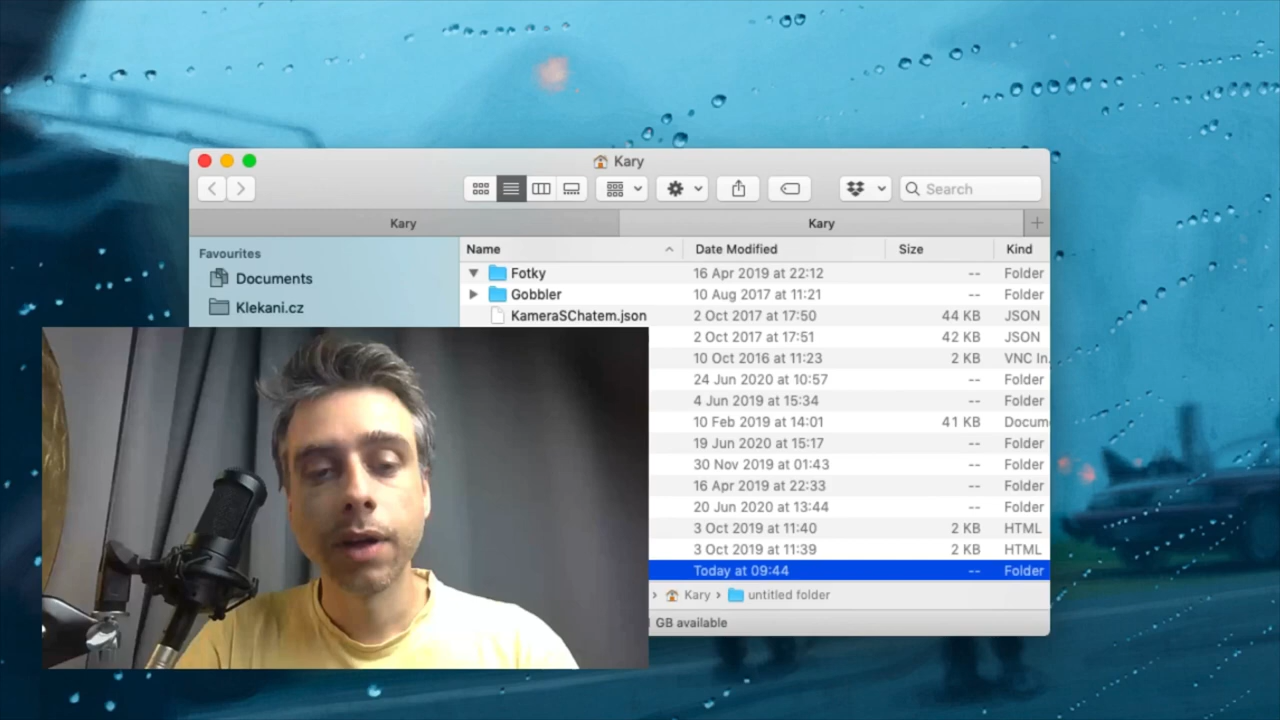 Kary
Search
Kary Kary
Favourites
Documents
Klekani.cz
Name Date Modified Size Kind
Fotky 16 Apr 2019 at 22:12 -- Folder
Gobbler 10 Aug 2017 at 11:21 -- Folder
KameraSChatem.json 2 Oct 2017 at 17:50 44 KB JSON
2 Oct 2017 at 17:51 42 KB JSON
10 Oct 2016 at 11:23 2 KB VNC In.
24 Jun 2020 at 10:57 -- Folder
4 Jun 2019 at 15:34 -- Folder
10 Feb 2019 at 14:01 41 KB Docum
19 Jun 2020 at 15:17 -- Folder
30 Nov 2019 at 01:43 -- Folder
16 Apr 2019 at 22:33 -- Folder
20 Jun 2020 at 13:44 -- Folder
3 Oct 2019 at 11:40 2 KB HTML
3 Oct 2019 at 11:39 2 KB HTML
Today at 09:44 -- Folder
Kary › untitled folder
GB available